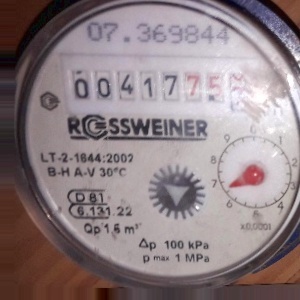 07.369844
00417758
ROSSWEINER
LT-2-1844:2002
B-H A-V 30°C
D 81
6.131.22
Qp 1,5 m³
Δp 100 kPa
p max 1 MPa
x0,0001